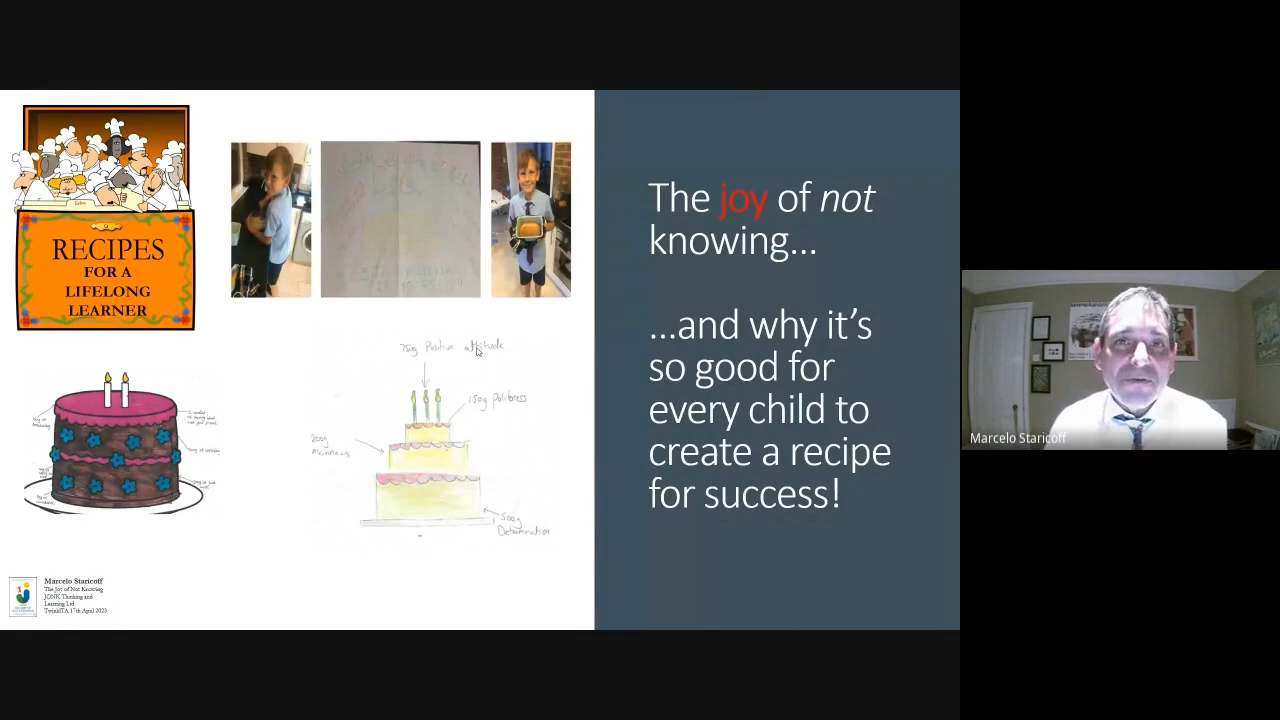 RECIPES
FOR A
LIFELONG
LEARNER
75g Positive attitude
150g Politeness
200g
Manners
500g
Determination
Marcelo Staricoff
The Joy of Not Knowing
JONK Thinking and
Learning Ltd
TwinklTA 17th April 2023
The joy of not
knowing...
...and why it’s
so good for
every child to
create a recipe
for success!
Marcelo Staricoff